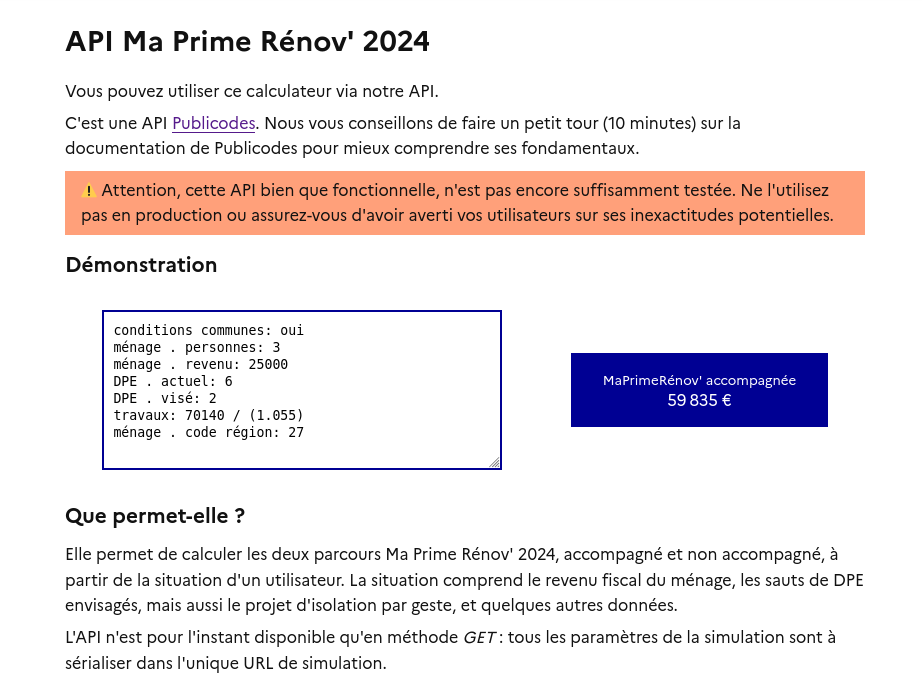 API Ma Prime Rénov' 2024
Vous pouvez utiliser ce calculateur via notre API.
C'est une API Publicodes. Nous vous conseillons de faire un petit tour (10 minutes) sur la
documentation de Publicodes pour mieux comprendre ses fondamentaux.
⚠️ Attention, cette API bien que fonctionnelle, n'est pas encore suffisamment testée. Ne l'utilisez
pas en production ou assurez-vous d'avoir averti vos utilisateurs sur ses inexactitudes potentielles.
Démonstration
conditions communes: oui
ménage . personnes: 3
ménage . revenu: 25000
DPE . actuel: 6
DPE . visé: 2
travaux: 70140 / (1.055)
ménage . code région: 27
MaPrimeRénov' accompagnée
59 835 €
Que permet-elle ?
Elle permet de calculer les deux parcours Ma Prime Rénov' 2024, accompagné et non accompagné, à
partir de la situation d'un utilisateur. La situation comprend le revenu fiscal du ménage, les sauts de DPE
envisagés, mais aussi le projet d'isolation par geste, et quelques autres données.
L'API n'est pour l'instant disponible qu'en méthode GET : tous les paramètres de la simulation sont à
sérialiser dans l'unique URL de simulation.